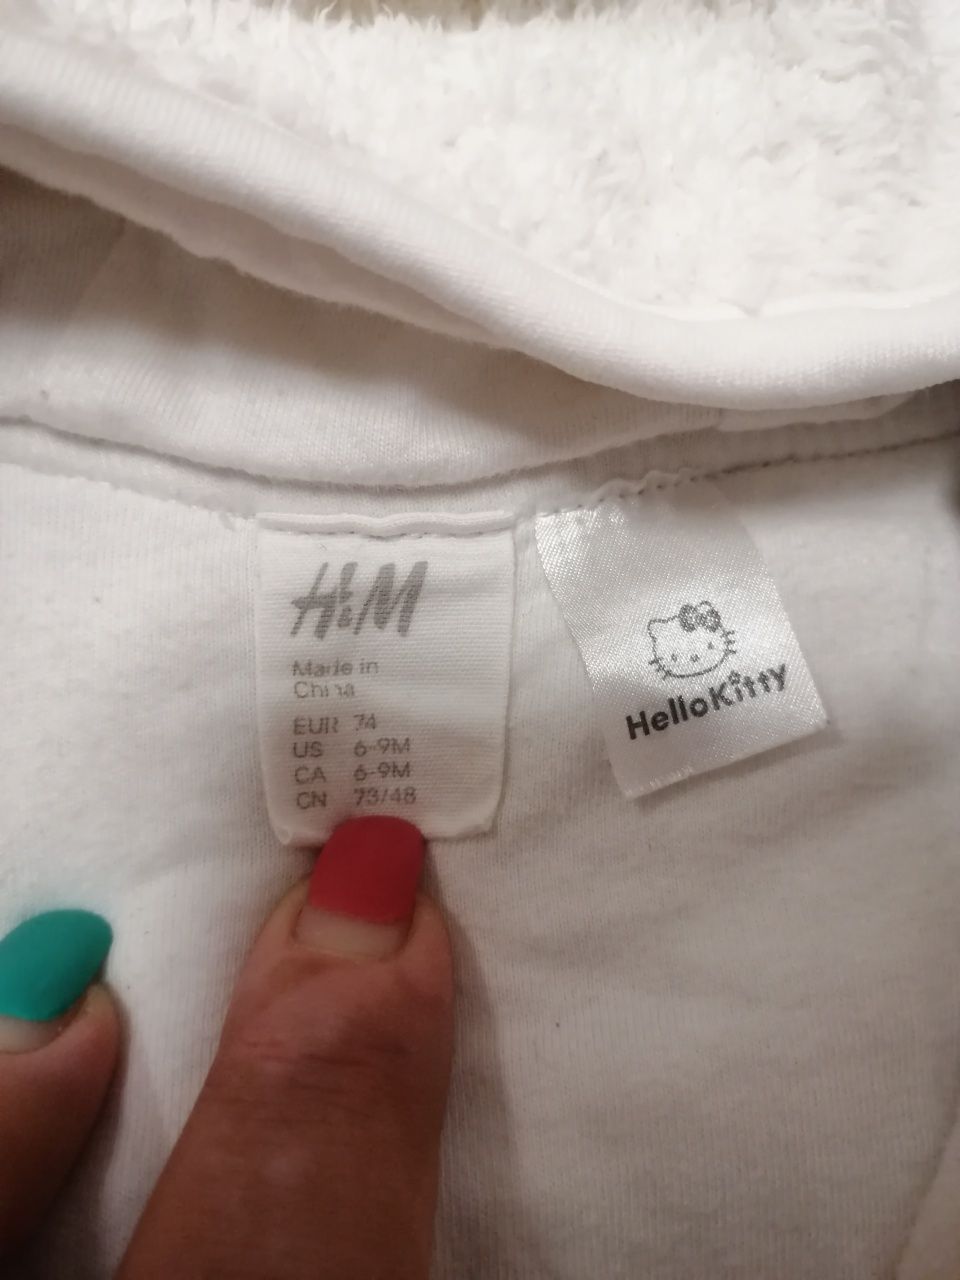 H&M
Made in
China
EUR 74
US 6-9M
CA 6-9M
CN 73/48
HelloKitty